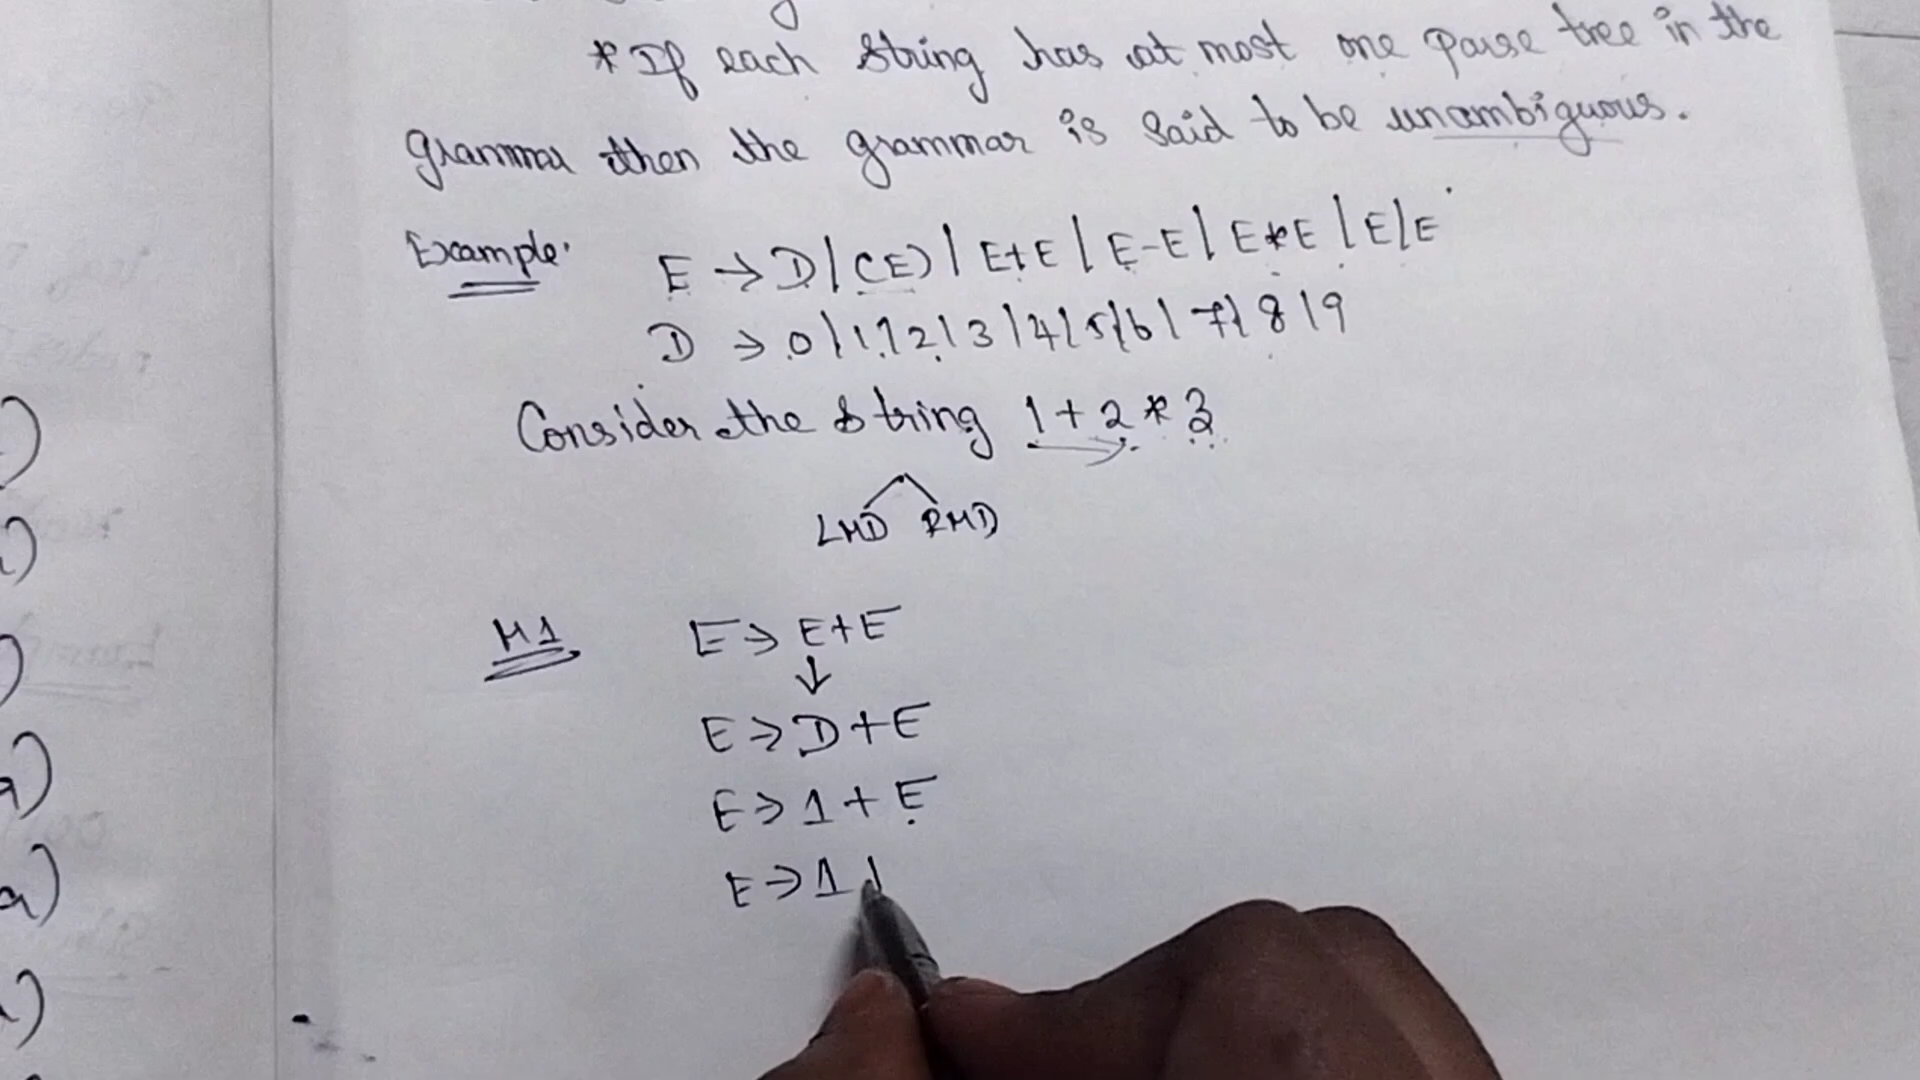 * If each string has at most one parse tree in the
grammar then the grammar is said to be unambiguous.
Example: E → D | (E) | E+E | E-E | E*E | E/E
D → 0|1|2|3|4|5|6|7|8|9
Consider the string 1 + 2 * 3
LMD RMD
M1 E → E+E
↓
E → D+E
E → 1+E
E → 1